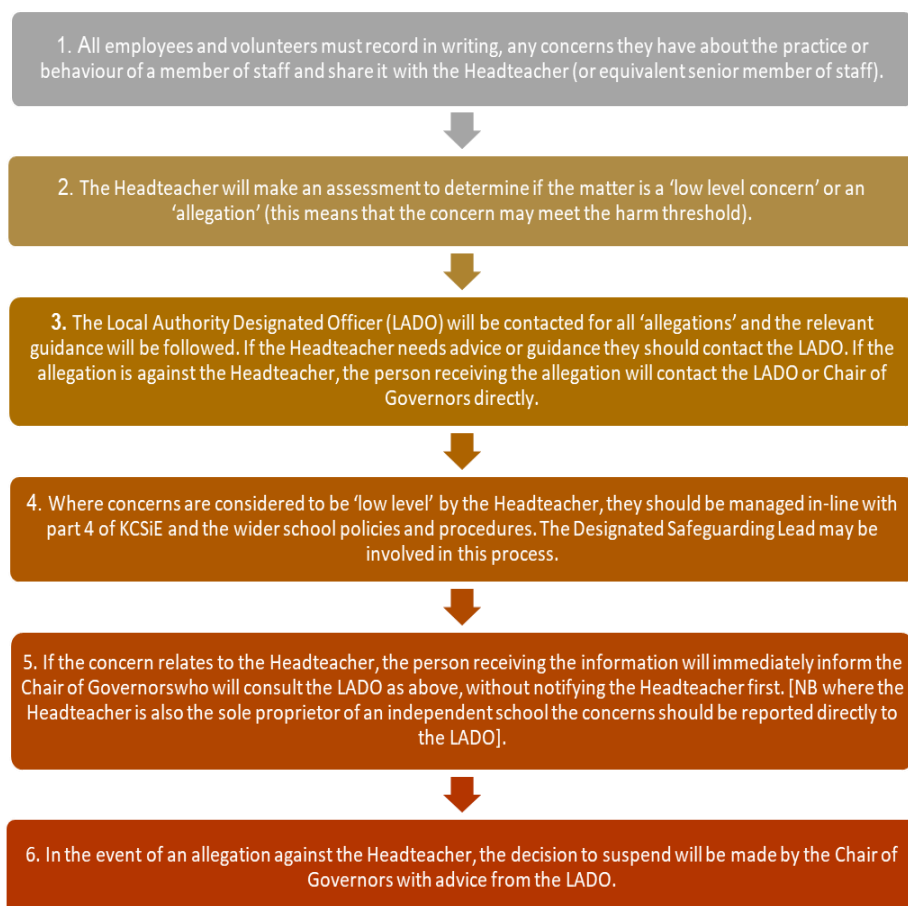 1. All employees and volunteers must record in writing, any concerns they have about the practice or
behaviour of a member of staff and share it with the Headteacher (or equivalent senior member of staff).
2. The Headteacher will make an assessment to determine if the matter is a ‘low level concern’ or an
‘allegation’ (this means that the concern may meet the harm threshold).
3. The Local Authority Designated Officer (LADO) will be contacted for all ‘allegations’ and the relevant
guidance will be followed. If the Headteacher needs advice or guidance they should contact the LADO. If the
allegation is against the Headteacher, the person receiving the allegation will contact the LADO or Chair of
Governors directly.
4. Where concerns are considered to be ‘low level’ by the Headteacher, they should be managed in-line with
part 4 of KCSiE and the wider school policies and procedures. The Designated Safeguarding Lead may be
involved in this process.
5. If the concern relates to the Headteacher, the person receiving the information will immediately inform the
Chair of Governorswho will consult the LADO as above, without notifying the Headteacher first. [NB where the
Headteacher is also the sole proprietor of an independent school the concerns should be reported directly to
the LADO].
6. In the event of an allegation against the Headteacher, the decision to suspend will be made by the Chair of
Governors with advice from the LADO.